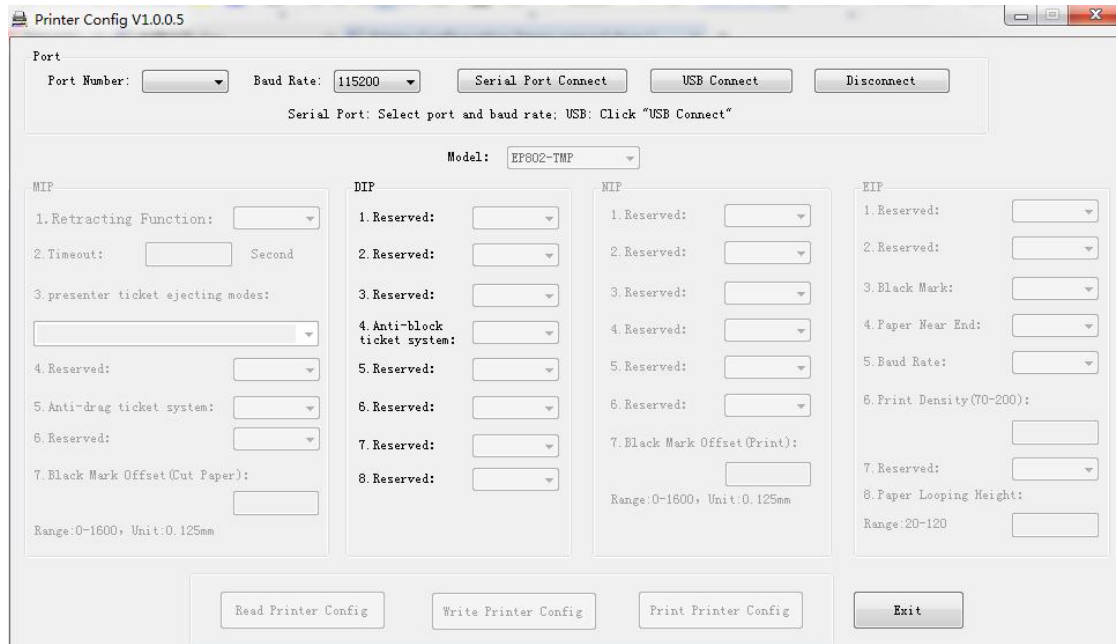 Printer Config V1.0.0.5
Port
Port Number:
Baud Rate: 115200
Serial Port Connect
USB Connect
Disconnect
Serial Port: Select port and baud rate; USB: Click "USB Connect"
Model: EP802-TMP
MIP
1.Retracting Function:
2.Timeout: Second
3.presenter ticket ejecting modes:
4.Reserved:
5.Anti-drag ticket system:
6.Reserved:
7.Black Mark Offset(Cut Paper):
Range:0-1600, Unit:0.125mm
DIP
1.Reserved:
2.Reserved:
3.Reserved:
4.Anti-block
ticket system:
5.Reserved:
6.Reserved:
7.Reserved:
8.Reserved:
NIP
1.Reserved:
2.Reserved:
3.Reserved:
4.Reserved:
5.Reserved:
6.Reserved:
7.Black Mark Offset(Print):
Range:0-1600, Unit:0.125mm
EIP
1.Reserved:
2.Reserved:
3.Black Mark:
4.Paper Near End:
5.Baud Rate:
6.Print Density(70-200):
7.Reserved:
8.Paper Looping Height:
Range:20-120
Read Printer Config
Write Printer Config
Print Printer Config
Exit